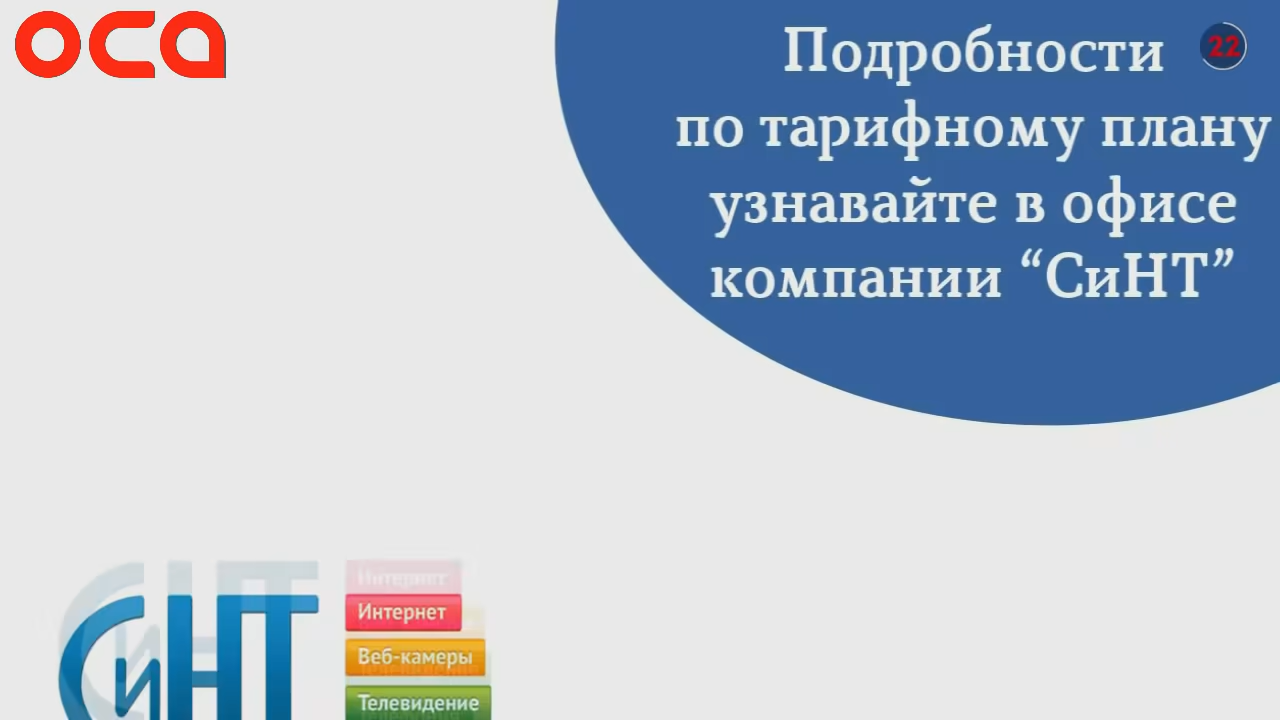 оса
Подробности
22
по тарифному плану
узнавайте в офисе
компании “СиНТ”
СиНТ
Интернет
Интернет
Веб-камеры
Телевидение